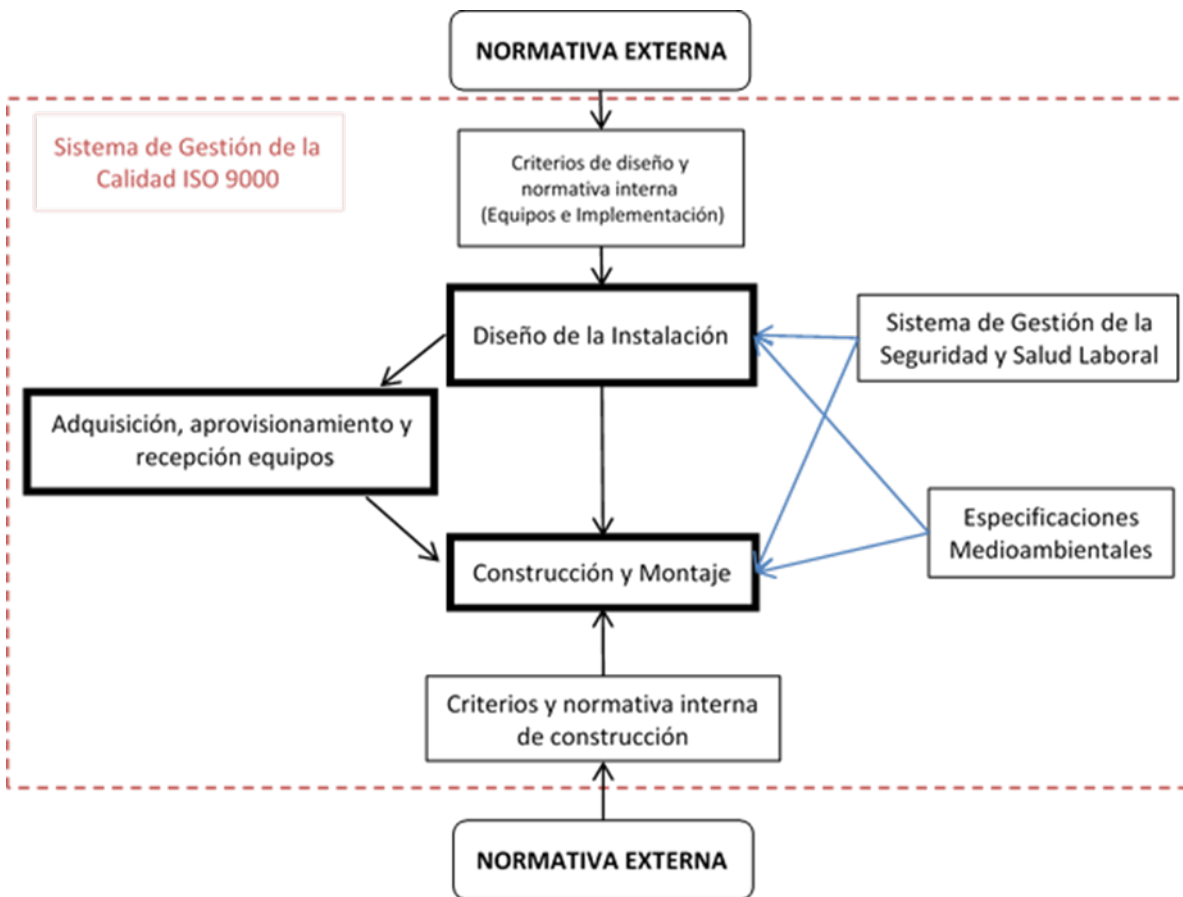 NORMATIVA EXTERNA
Sistema de Gestión de la
Calidad ISO 9000
Criterios de diseño y
normativa interna
(Equipos e Implementación)
Diseño de la Instalación
Sistema de Gestión de la
Seguridad y Salud Laboral
Adquisición, aprovisionamiento y
recepción equipos
Especificaciones
Medioambientales
Construcción y Montaje
Criterios y normativa interna
de construcción
NORMATIVA EXTERNA